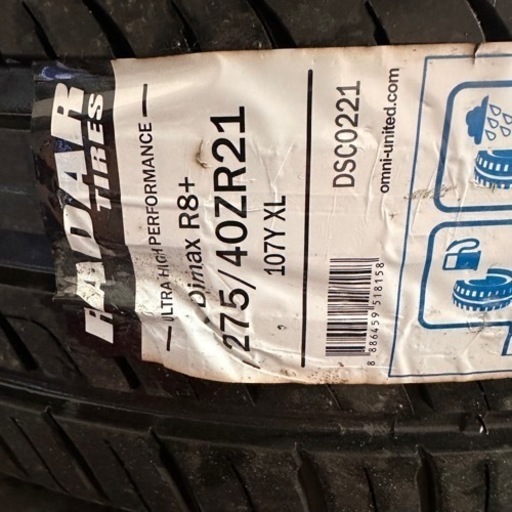 RADAR
TIRES
ULTRA HIGH PERFORMANCE
Dimax R8+
275/40ZR21
107Y XL
DSC0221
omni-united.com
8 886459 518158